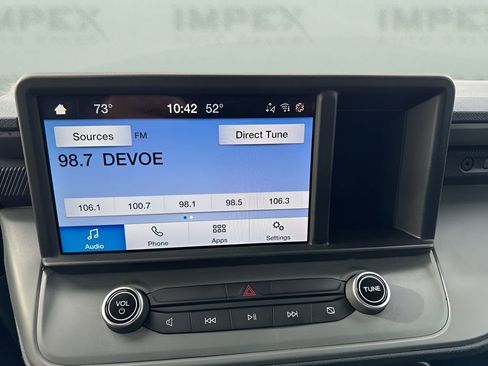 IMPEX IMPEX
73° 10:42 52°
Sources FM Direct Tune
98.7 DEVOE
106.1 100.7 98.1 98.5 106.3
Audio Phone Apps Settings
VOL TUNE